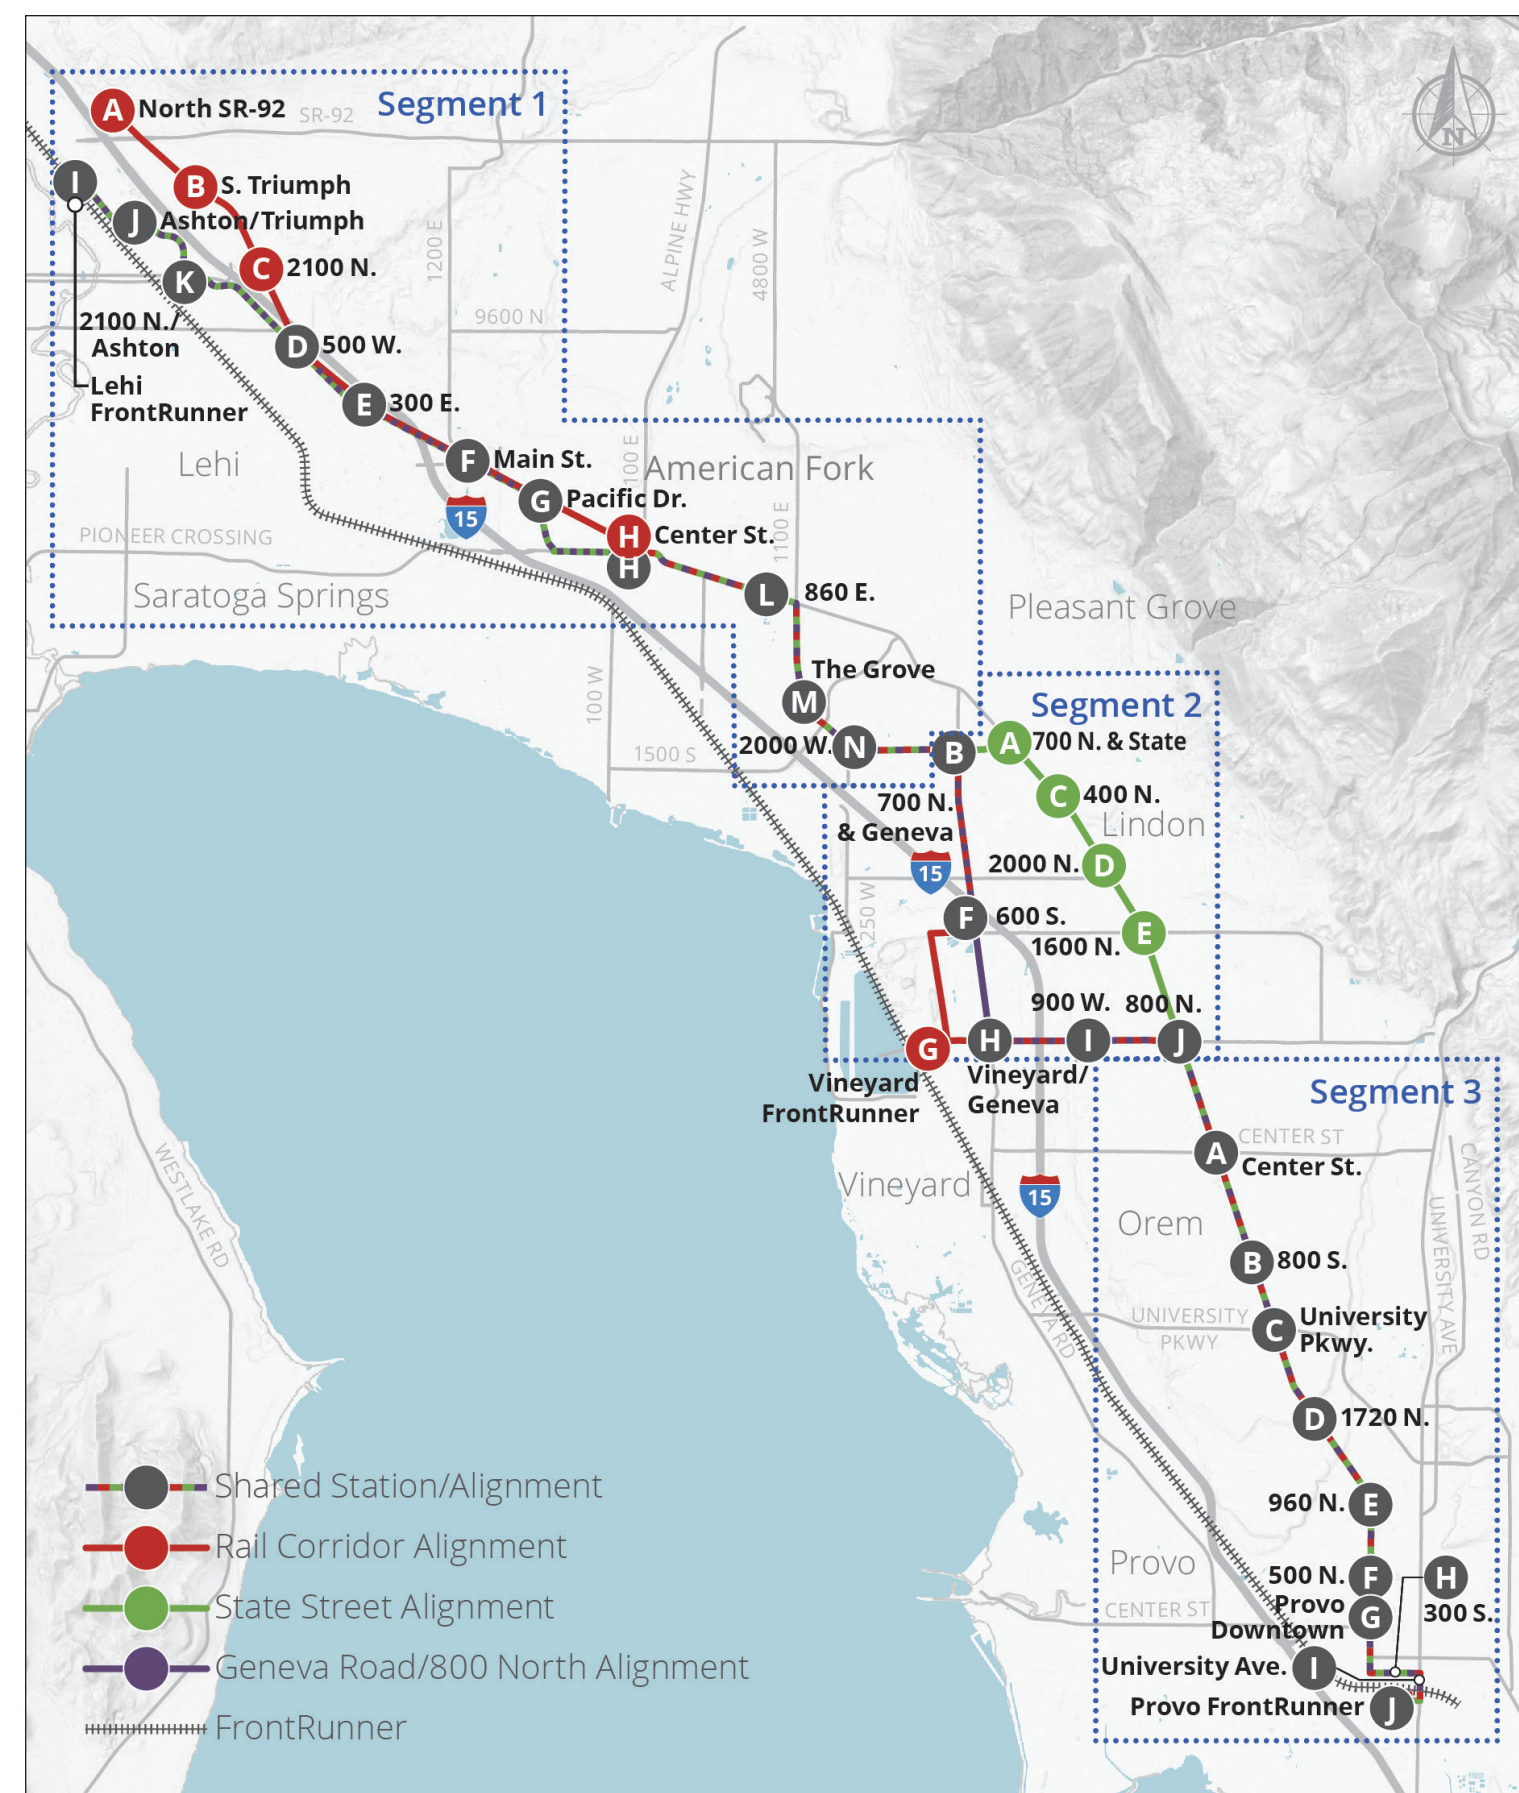 A North SR-92
SR-92
Segment 1
N
I
B S. Triumph
J Ashton/Triumph
C 2100 N.
K
1200 E
ALPINE HWY
4800 W
2100 N./
Ashton
D 500 W.
9600 N
Lehi
FrontRunner
E 300 E.
Lehi
F Main St.
100 E
American Fork
G Pacific Dr.
15
H Center St.
H
1100 E
PIONEER CROSSING
Saratoga Springs
L 860 E.
Pleasant Grove
The Grove
M
100 W
1500 S
2000 W. N
Segment 2
B
A 700 N. & State
700 N.
& Geneva
C 400 N.
Lindon
15
2000 N. D
250 W
F 600 S.
1600 N. E
900 W. 800 N.
G H I J
Vineyard
FrontRunner
Vineyard/
Geneva
Segment 3
CENTER ST
A Center St.
CANYON RD
WESTLAKE RD
Vineyard
15
Orem
UNIVERSITY AVE
B 800 S.
GENEVA RD
UNIVERSITY
PKWY
C University
Pkwy.
D 1720 N.
Shared Station/Alignment
960 N. E
Rail Corridor Alignment
Provo
500 N. F
H
300 S.
State Street Alignment
CENTER ST
Provo
Downtown G
Geneva Road/800 North Alignment
University Ave. I
FrontRunner
Provo FrontRunner J